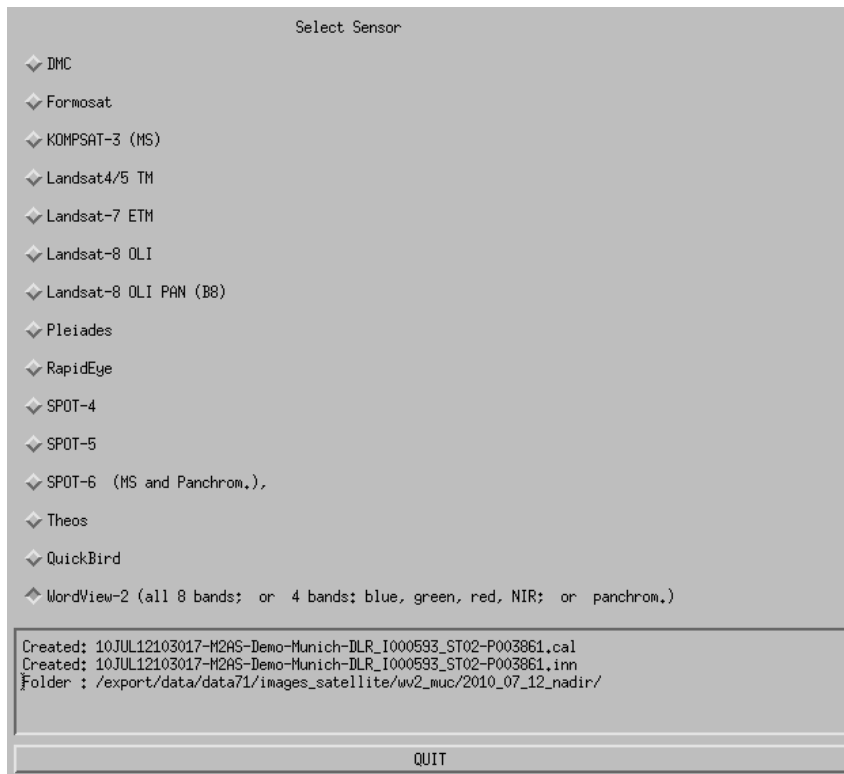 Select Sensor
DMC
Formosat
KOMPSAT-3 (MS)
Landsat4/5 TM
Landsat-7 ETM
Landsat-8 OLI
Landsat-8 OLI PAN (B8)
Pleiades
RapidEye
SPOT-4
SPOT-5
SPOT-6 (MS and Panchrom.),
Theos
QuickBird
WordView-2 (all 8 bands; or 4 bands: blue, green, red, NIR; or panchrom.)
Created: 10JUL12103017-M2AS-Demo-Munich-DLR_I000593_ST02-P003861.cal
Created: 10JUL12103017-M2AS-Demo-Munich-DLR_I000593_ST02-P003861.inn
Folder : /export/data/data71/images_satellite/wv2_muc/2010_07_12_nadir/
QUIT